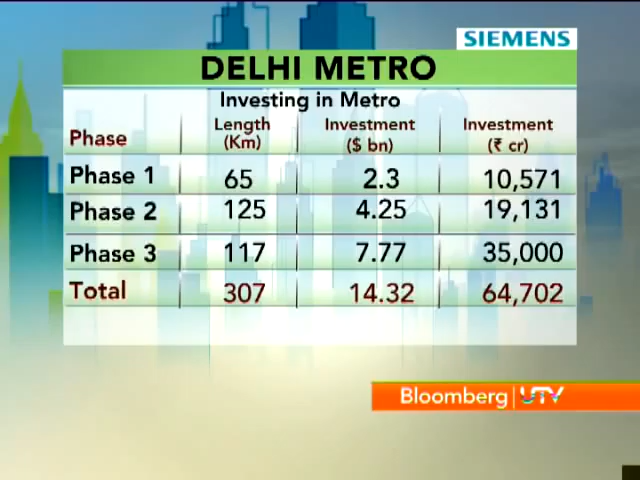 SIEMENS
DELHI METRO
Investing in Metro
Phase Length (Km) Investment ($ bn) Investment (₹ cr)
Phase 1 65 2.3 10,571
Phase 2 125 4.25 19,131
Phase 3 117 7.77 35,000
Total 307 14.32 64,702
Bloomberg UTV